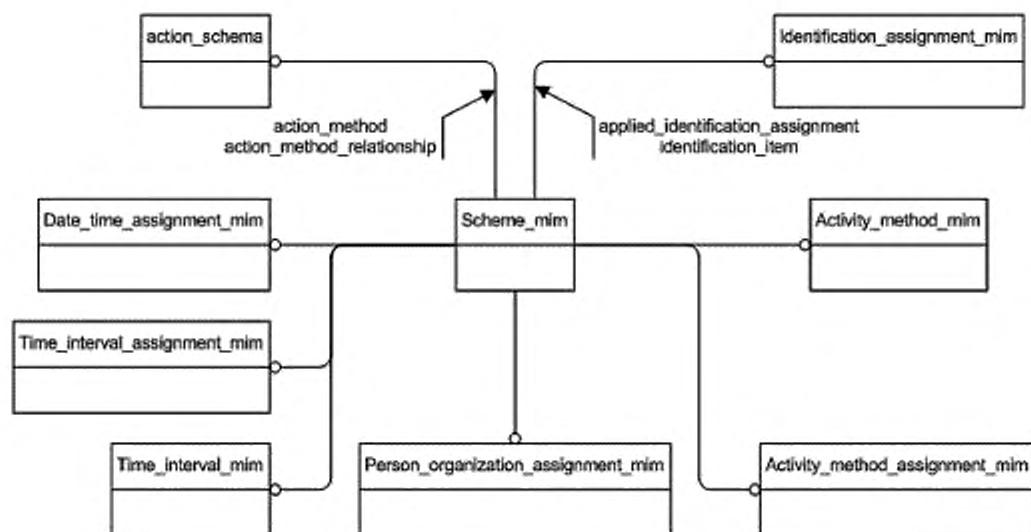 action_schema
Identification_assignment_mim
action_method
action_method_relationship
applied_identification_assignment
identification_item
Date_time_assignment_mim
Scheme_mim
Activity_method_mim
Time_interval_assignment_mim
Time_interval_mim
Person_organization_assignment_mim
Activity_method_assignment_mim